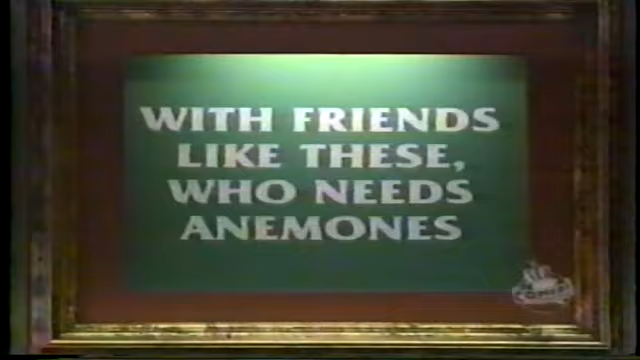 WITH FRIENDS
LIKE THESE,
WHO NEEDS
ANEMONES